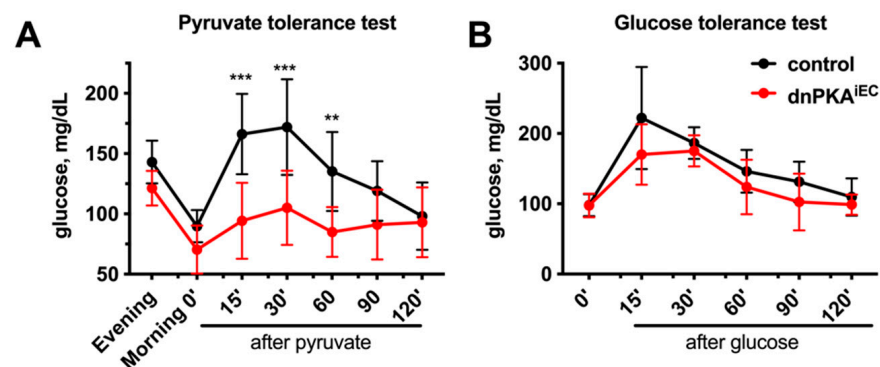 A
Pyruvate tolerance test
glucose, mg/dL
200
150
100
50
***
***
**
Evening
Morning 0'
15'
30'
60
90
120'
after pyruvate
B
Glucose tolerance test
glucose, mg/dL
300
200
100
0
control
dnPKAiEC
0'
15'
30'
60'
90'
120'
after glucose